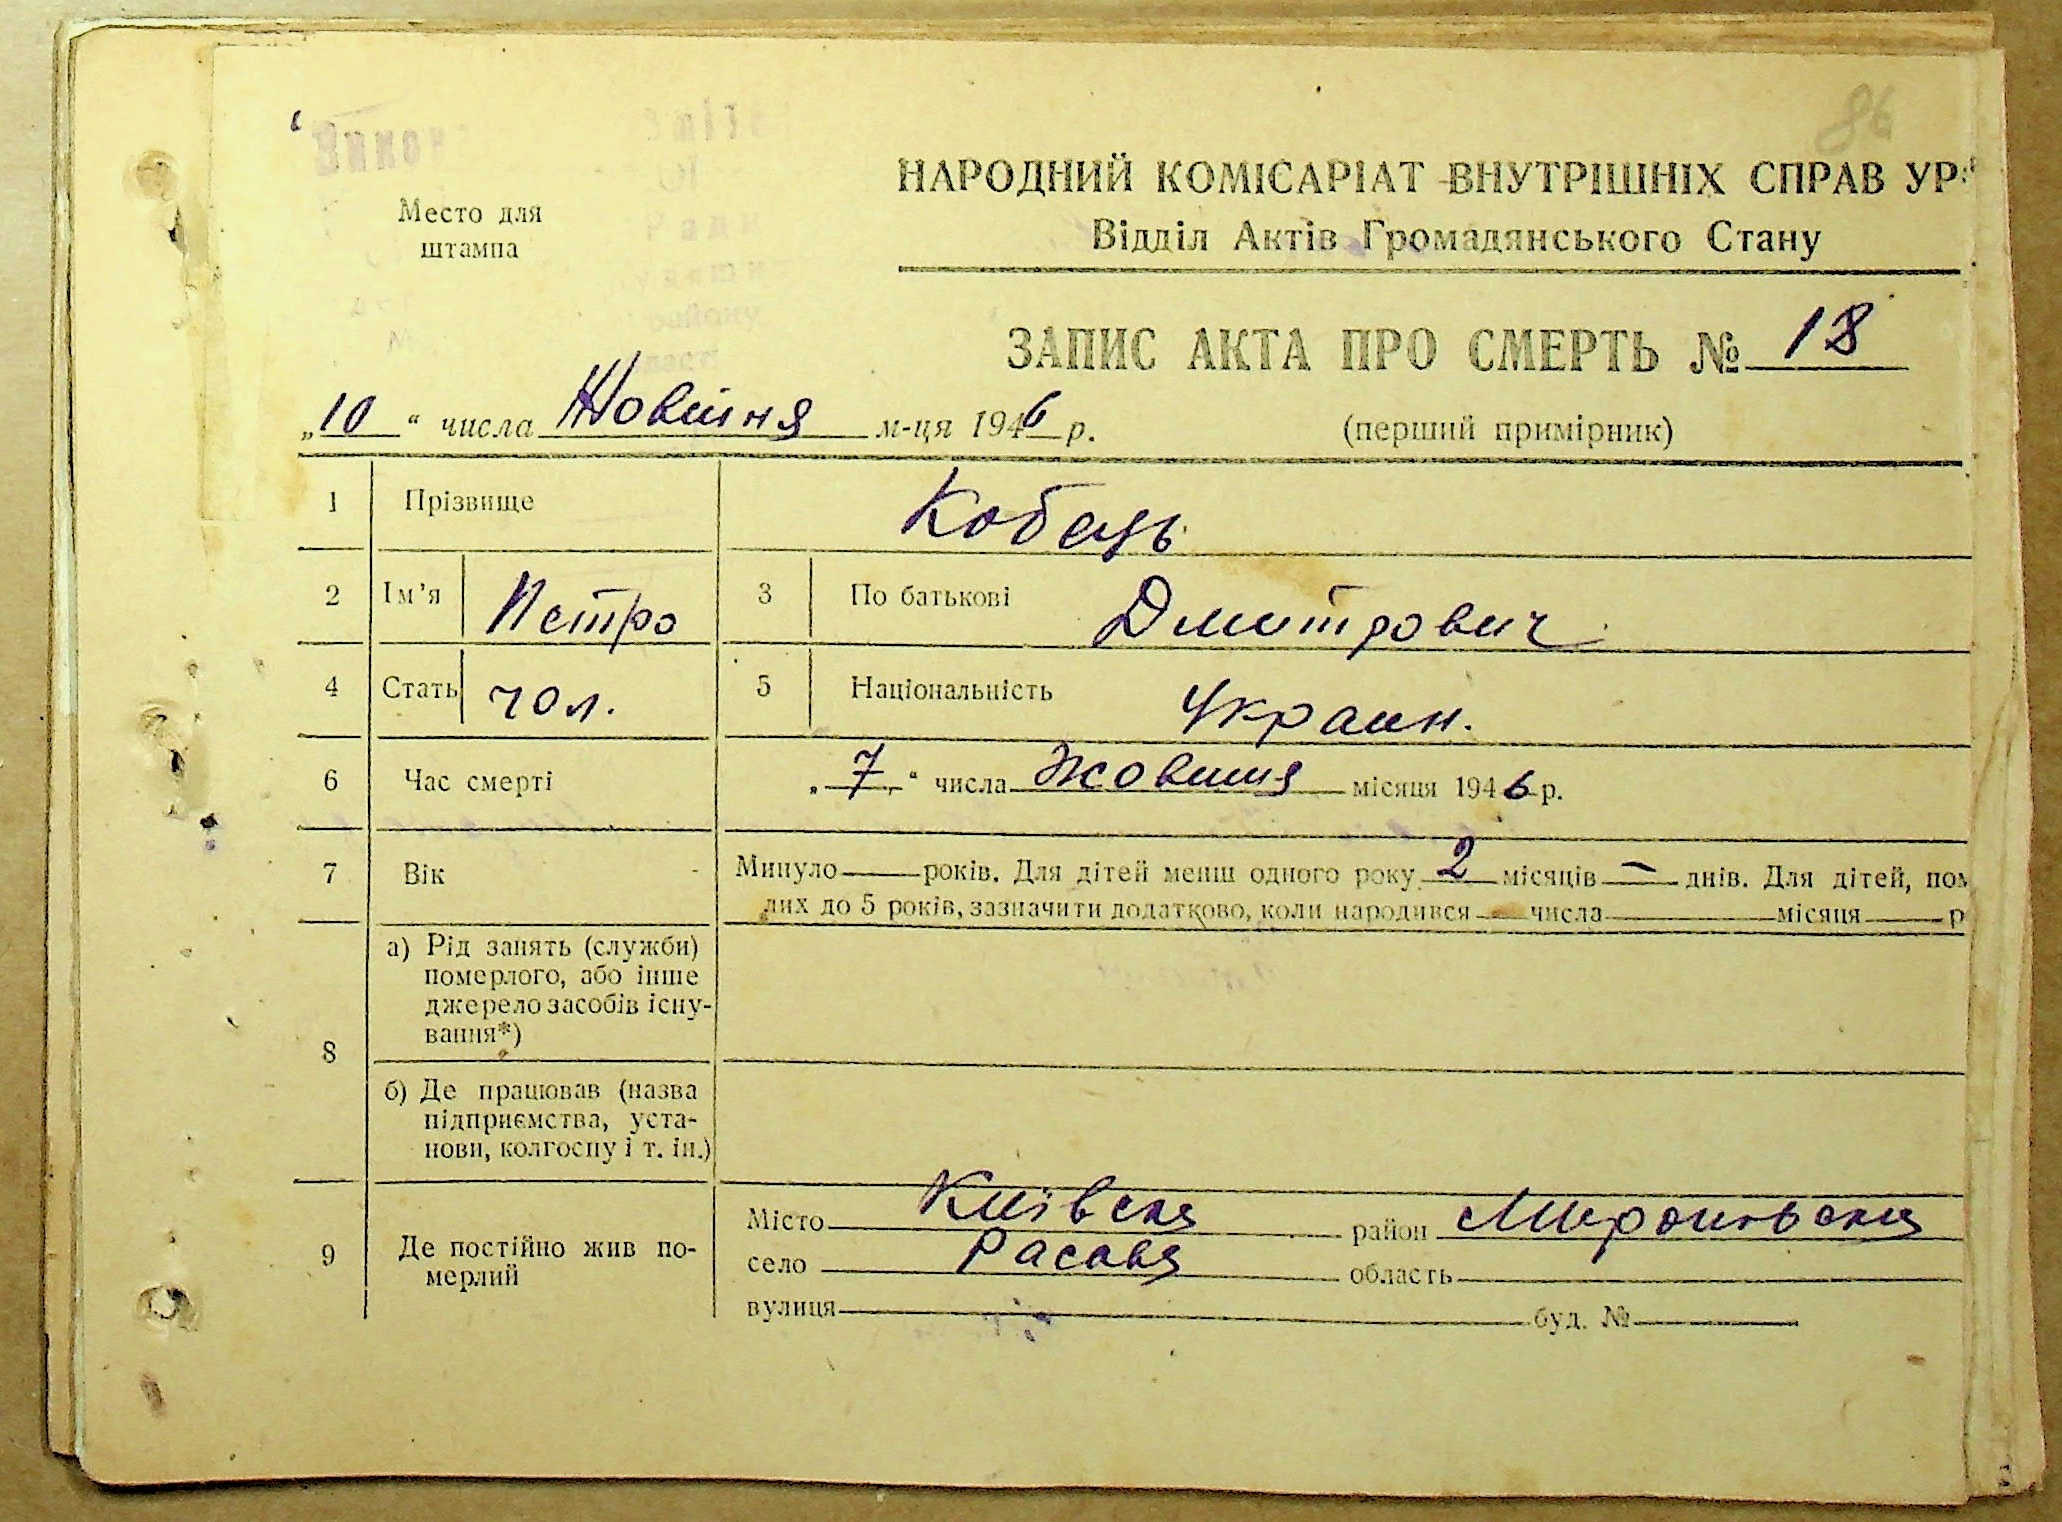 86
Место для
штампа
НАРОДНИЙ КОМІСАРІАТ ВНУТРІШНІХ СПРАВ УР
Відділ Актів Громадянського Стану
ЗАПИС АКТА ПРО СМЕРТЬ № 18
„10“ числа Жовтня м-ця 1946 р.
(перший примірник)
1 Прізвище Кобець
2 Ім’я Петро 3 По батькові Дмитрович
4 Стать чол. 5 Національність Украин.
6 Час смерті „7“ числа Жовтня місяця 1946 р.
7 Вік Минуло — років. Для дітей менш одного року 2 місяців — днів. Для дітей, пом
лих до 5 років, зазначити додатково, коли народився числа місяця р
8 а) Рід занять (служби)
померлого, або інше
джерело засобів існу-
вання*)
б) Де працював (назва
підприємства, уста-
нови, колгоспу і т. ін.)
9 Де постійно жив по-
мерлий
Місто Київска район Мироновска
село Расава область
вулиця буд. №